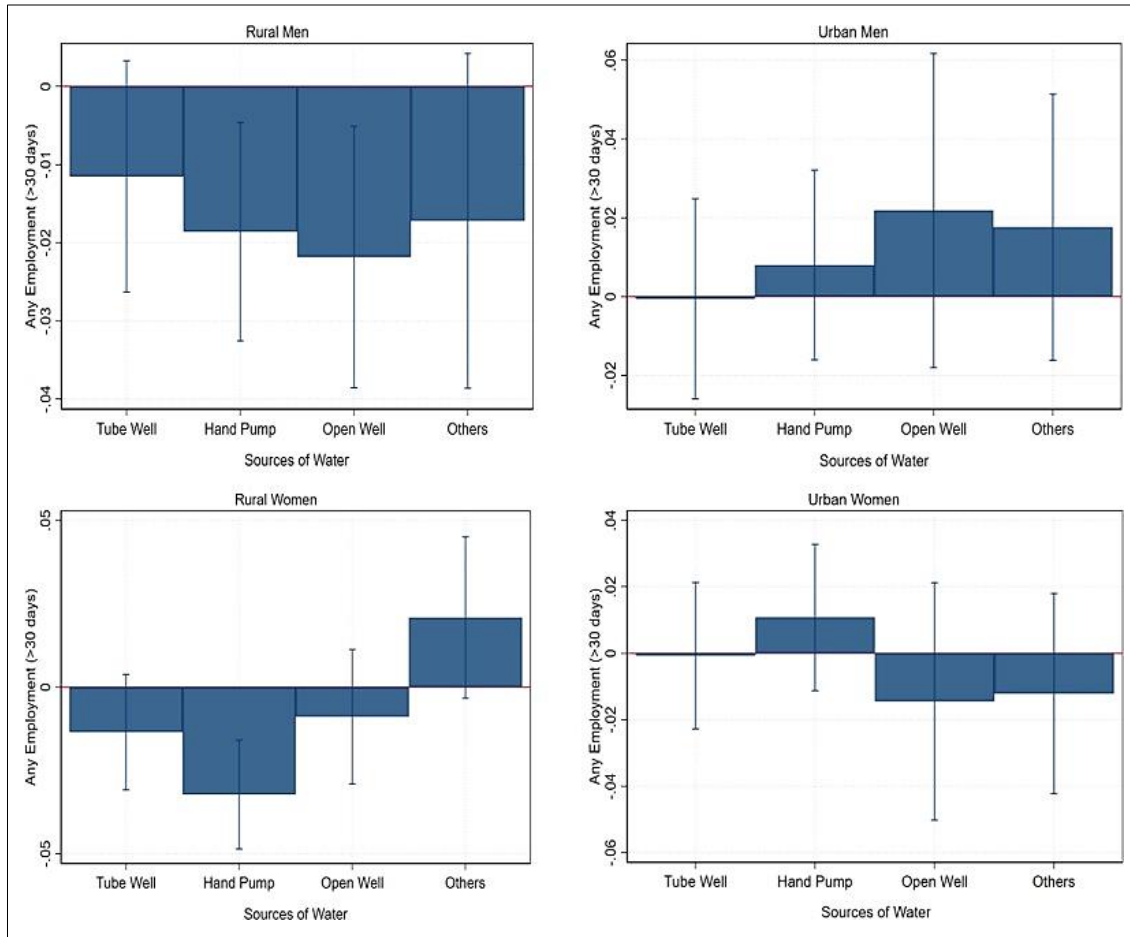 Rural Men
Any Employment (>30 days)
0
-.01
-.02
-.03
-.04
Tube Well Hand Pump Open Well Others
Sources of Water
Urban Men
Any Employment (>30 days)
.06
.04
.02
0
-.02
Tube Well Hand Pump Open Well Others
Sources of Water
Rural Women
Any Employment (>30 days)
.05
0
-.05
Tube Well Hand Pump Open Well Others
Sources of Water
Urban Women
Any Employment (>30 days)
.04
.02
0
-.02
-.04
-.06
Tube Well Hand Pump Open Well Others
Sources of Water